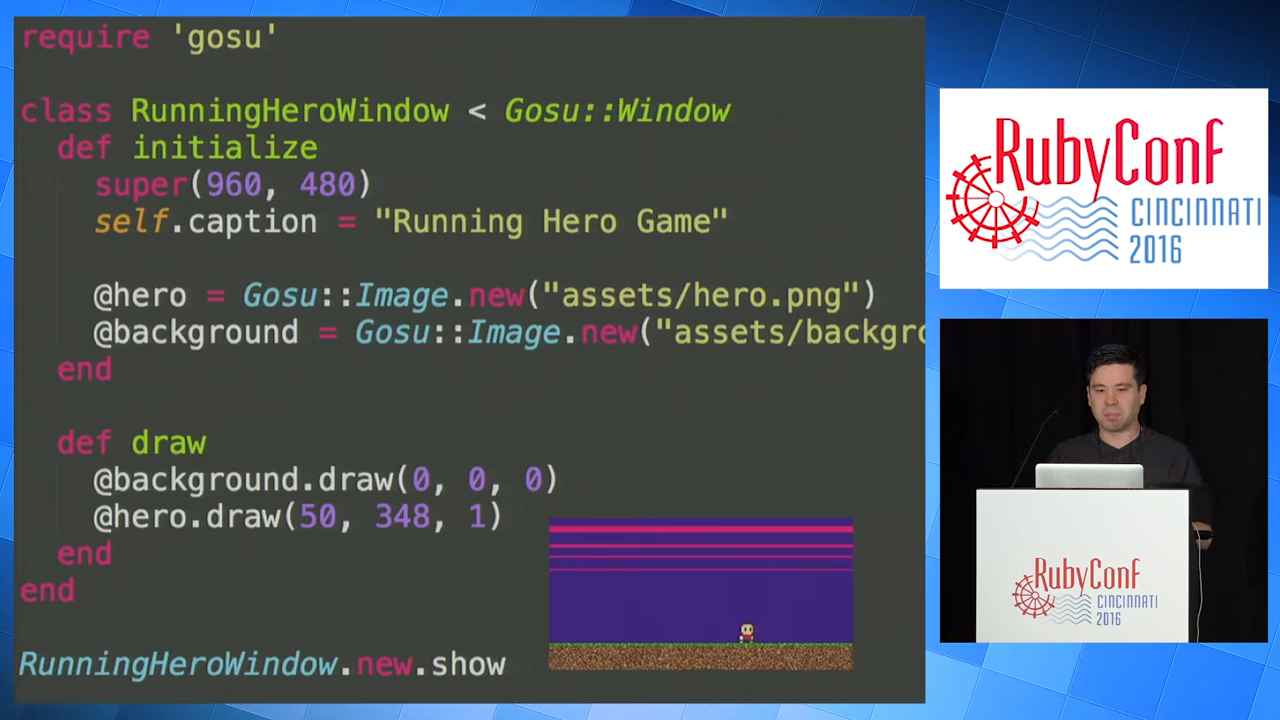 require 'gosu'
class RunningHeroWindow < Gosu::Window
def initialize
super(960, 480)
self.caption = "Running Hero Game"
@hero = Gosu::Image.new("assets/hero.png")
@background = Gosu::Image.new("assets/backgro
end
def draw
@background.draw(0, 0, 0)
@hero.draw(50, 348, 1)
end
end
RunningHeroWindow.new.show
RubyConf
CINCINNATI
2016
RubyConf
CINCINNATI
2016